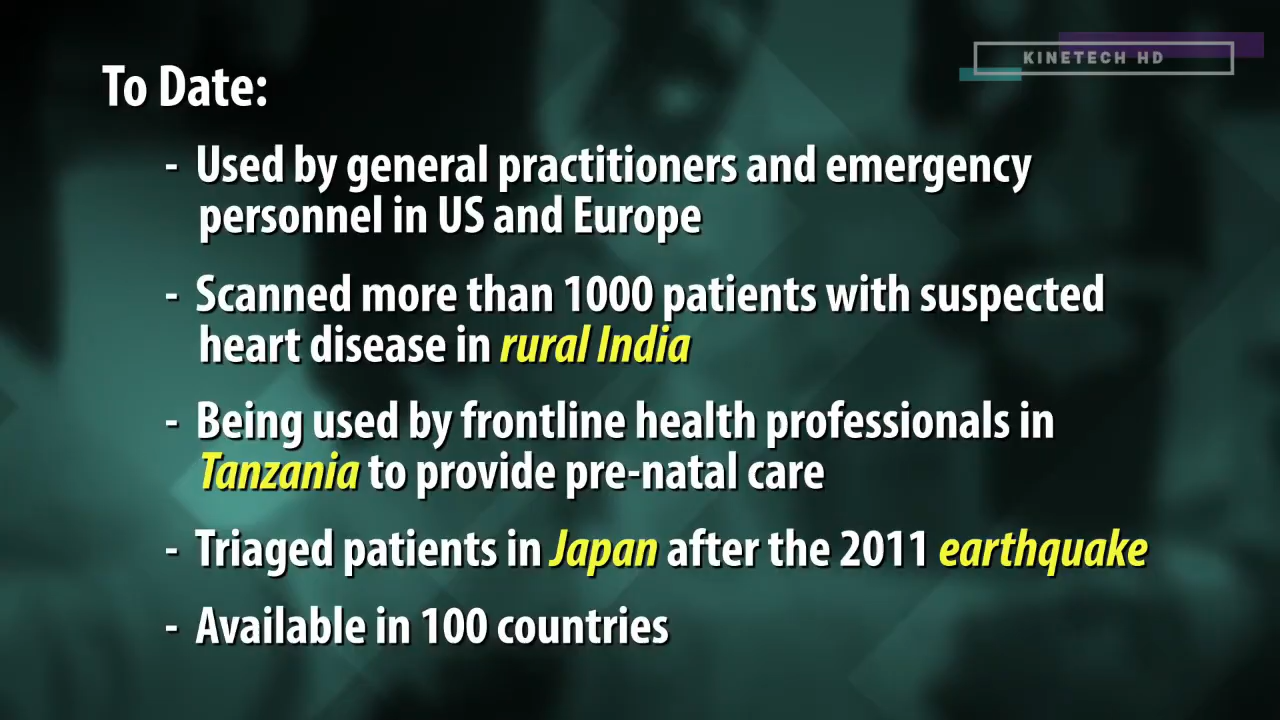 KINETECH HD
To Date:
- Used by general practitioners and emergency
personnel in US and Europe
- Scanned more than 1000 patients with suspected
heart disease in rural India
- Being used by frontline health professionals in
Tanzania to provide pre-natal care
- Triaged patients in Japan after the 2011 earthquake
- Available in 100 countries